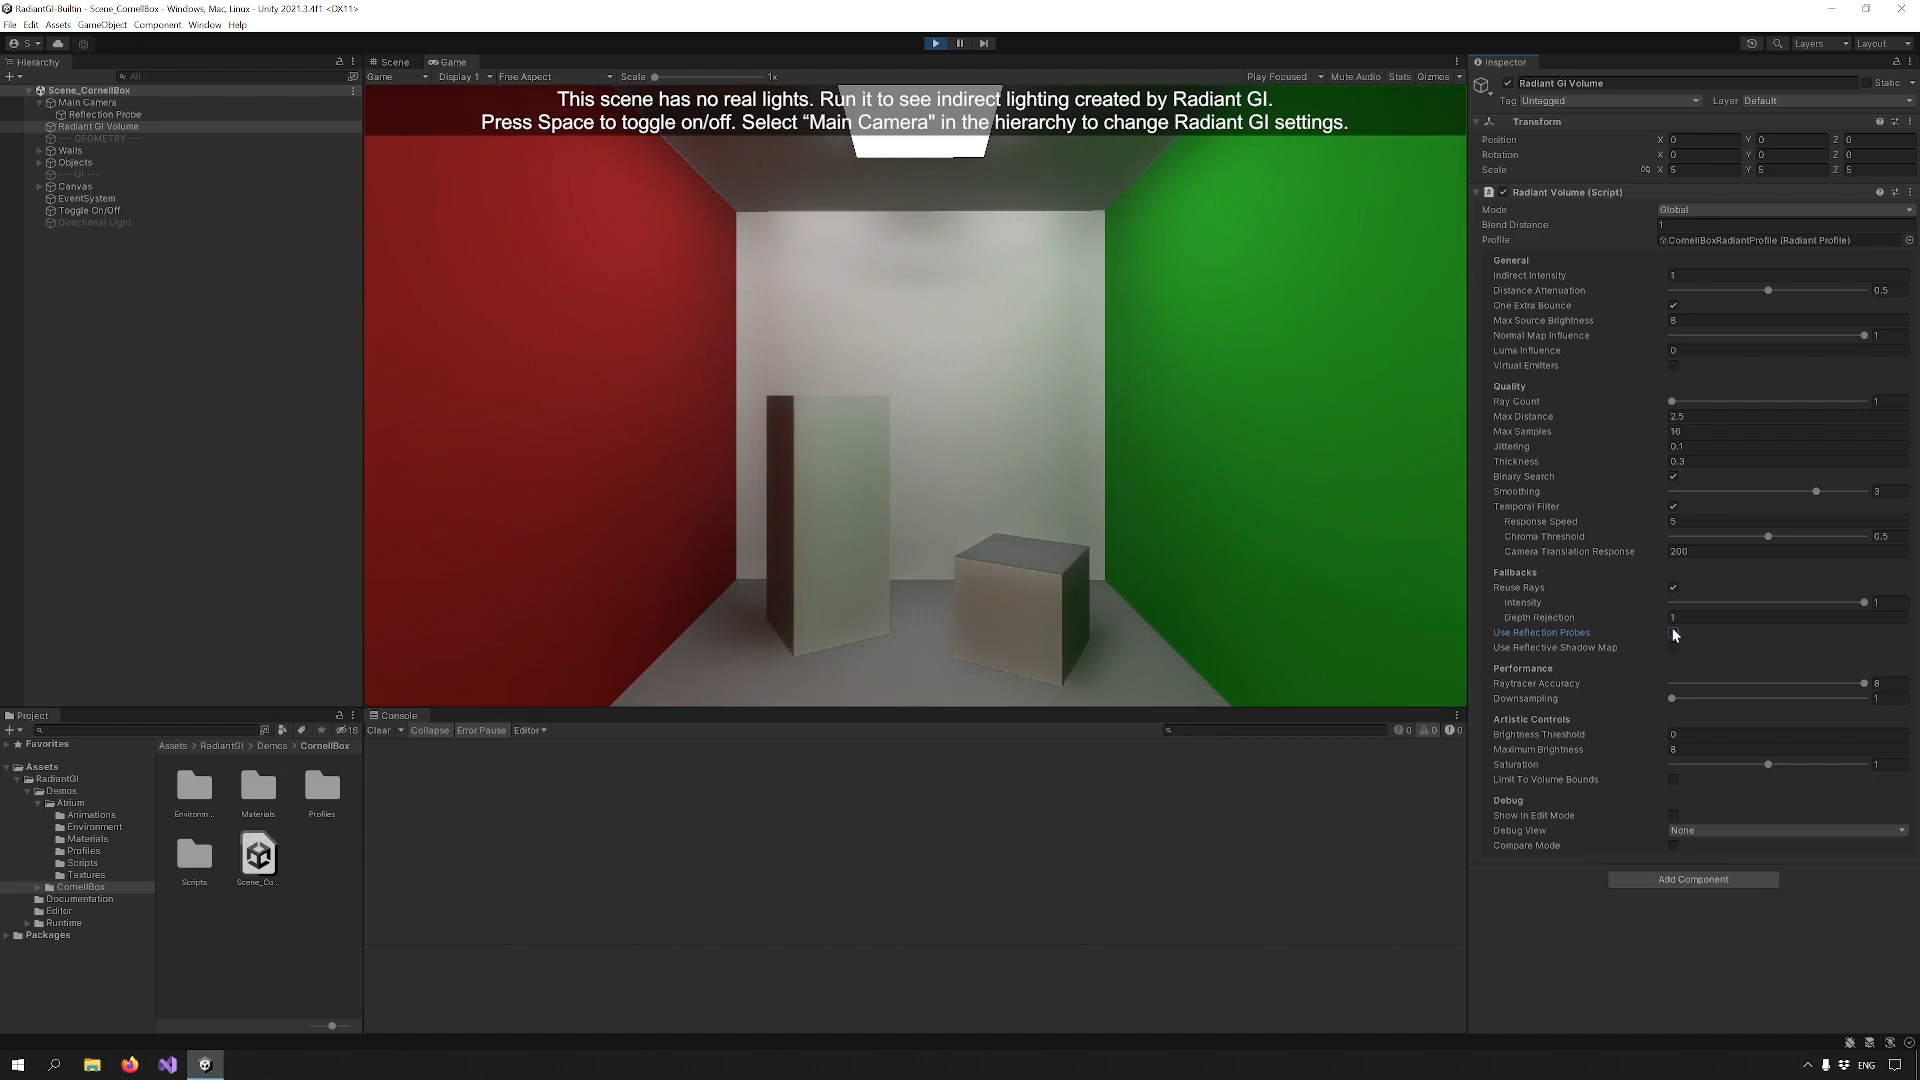 RadiantGI-Builtin - Scene_CornellBox - Windows, Mac, Linux - Unity 2021.3.4f1 <DX11>
File Edit Assets GameObject Component Window Help
S
Layers Layout
Hierarchy
All
Scene_CornellBox
Main Camera
Reflection Probe
Radiant GI Volume
--- GEOMETRY ---
Walls
Objects
--- UI ---
Canvas
EventSystem
Toggle On/Off
Directional Light
Scene Game
Game Display 1 Free Aspect Scale 1x Play Focused Mute Audio Stats Gizmos
This scene has no real lights. Run it to see indirect lighting created by Radiant GI.
Press Space to toggle on/off. Select “Main Camera" in the hierarchy to change Radiant GI settings.
Inspector
Radiant GI Volume Static
Tag Untagged Layer Default
Transform
Position X 0 Y 0 Z 0
Rotation X 0 Y 0 Z 0
Scale X 5 Y 5 Z 5
Radiant Volume (Script)
Mode Global
Blend Distance 1
Profile CornellBoxRadiantProfile (Radiant Profile)
General
Indirect Intensity 1
Distance Attenuation 0.5
One Extra Bounce
Max Source Brightness 8
Normal Map Influence 1
Luma Influence 0
Virtual Emitters
Quality
Ray Count 1
Max Distance 2.5
Max Samples 16
Jittering 0.1
Thickness 0.3
Binary Search
Smoothing 3
Temporal Filter
Response Speed 5
Chroma Threshold 0.5
Camera Translation Response 200
Fallbacks
Reuse Rays
Intensity 1
Depth Rejection 1
Use Reflection Probes
Use Reflective Shadow Map
Performance
Raytracer Accuracy 8
Downsampling 1
Artistic Controls
Brightness Threshold 0
Maximum Brightness 8
Saturation 1
Limit To Volume Bounds
Debug
Show In Edit Mode
Debug View None
Compare Mode
Add Component
Project
16
Favorites
Assets
RadiantGI
Demos
Atrium
Animations
Environment
Materials
Profiles
Scripts
Textures
CornellBox
Documentation
Editor
Runtime
Packages
Assets > RadiantGI > Demos > CornellBox
Environm... Materials Profiles
Scripts Scene_Co...
Console
Clear Collapse Error Pause Editor 0 0 0
ENG